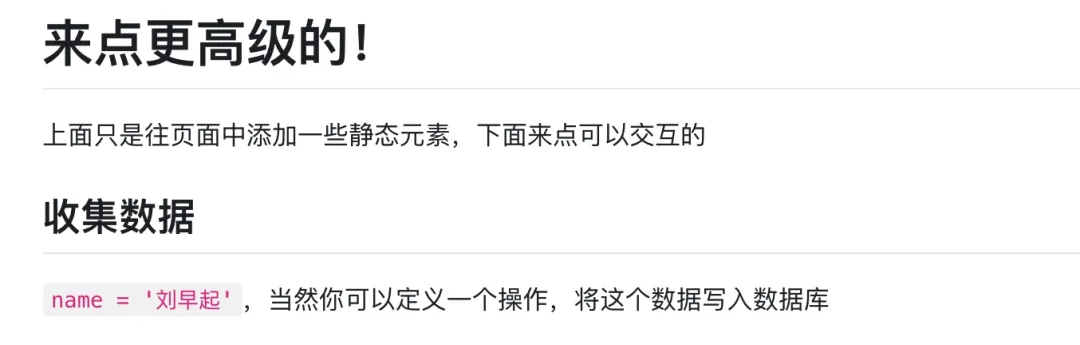 来点更高级的！
上面只是往页面中添加一些静态元素，下面来点可以交互的
收集数据
name = '刘早起'，当然你可以定义一个操作，将这个数据写入数据库